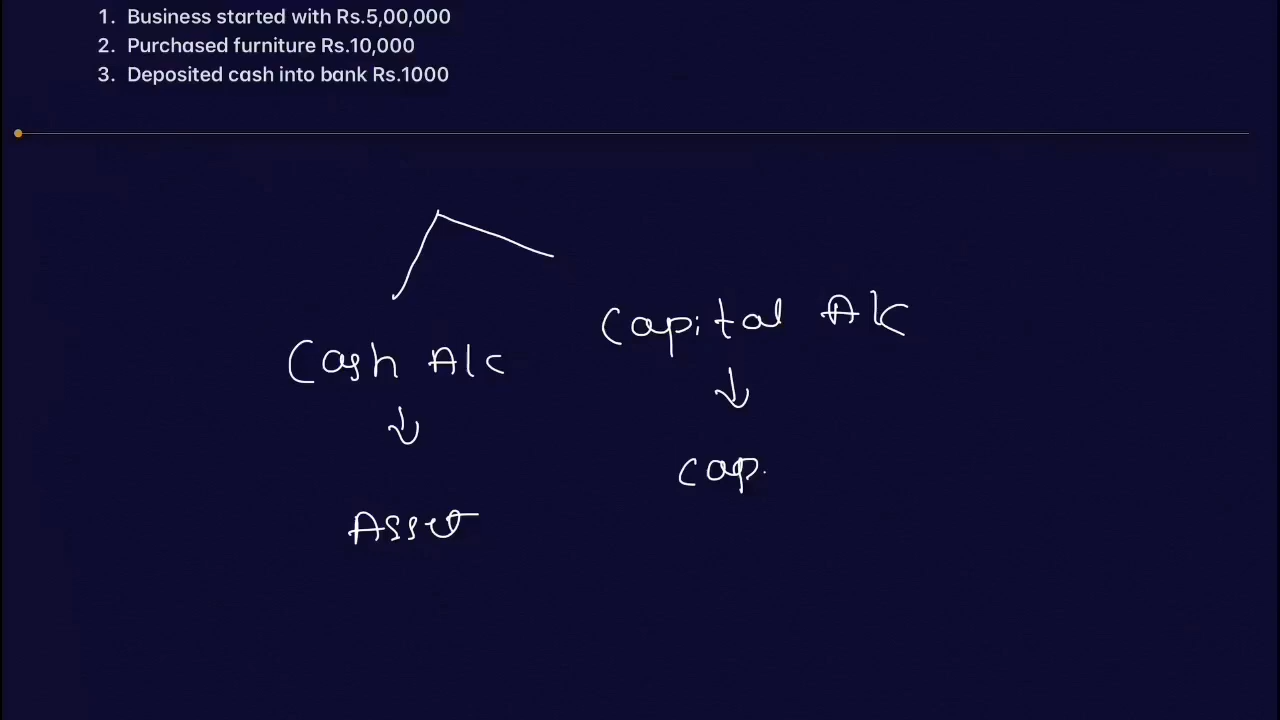 1. Business started with Rs.5,00,000
2. Purchased furniture Rs.10,000
3. Deposited cash into bank Rs.1000
Capital A/c
Cash A/c
Cap.
Asset